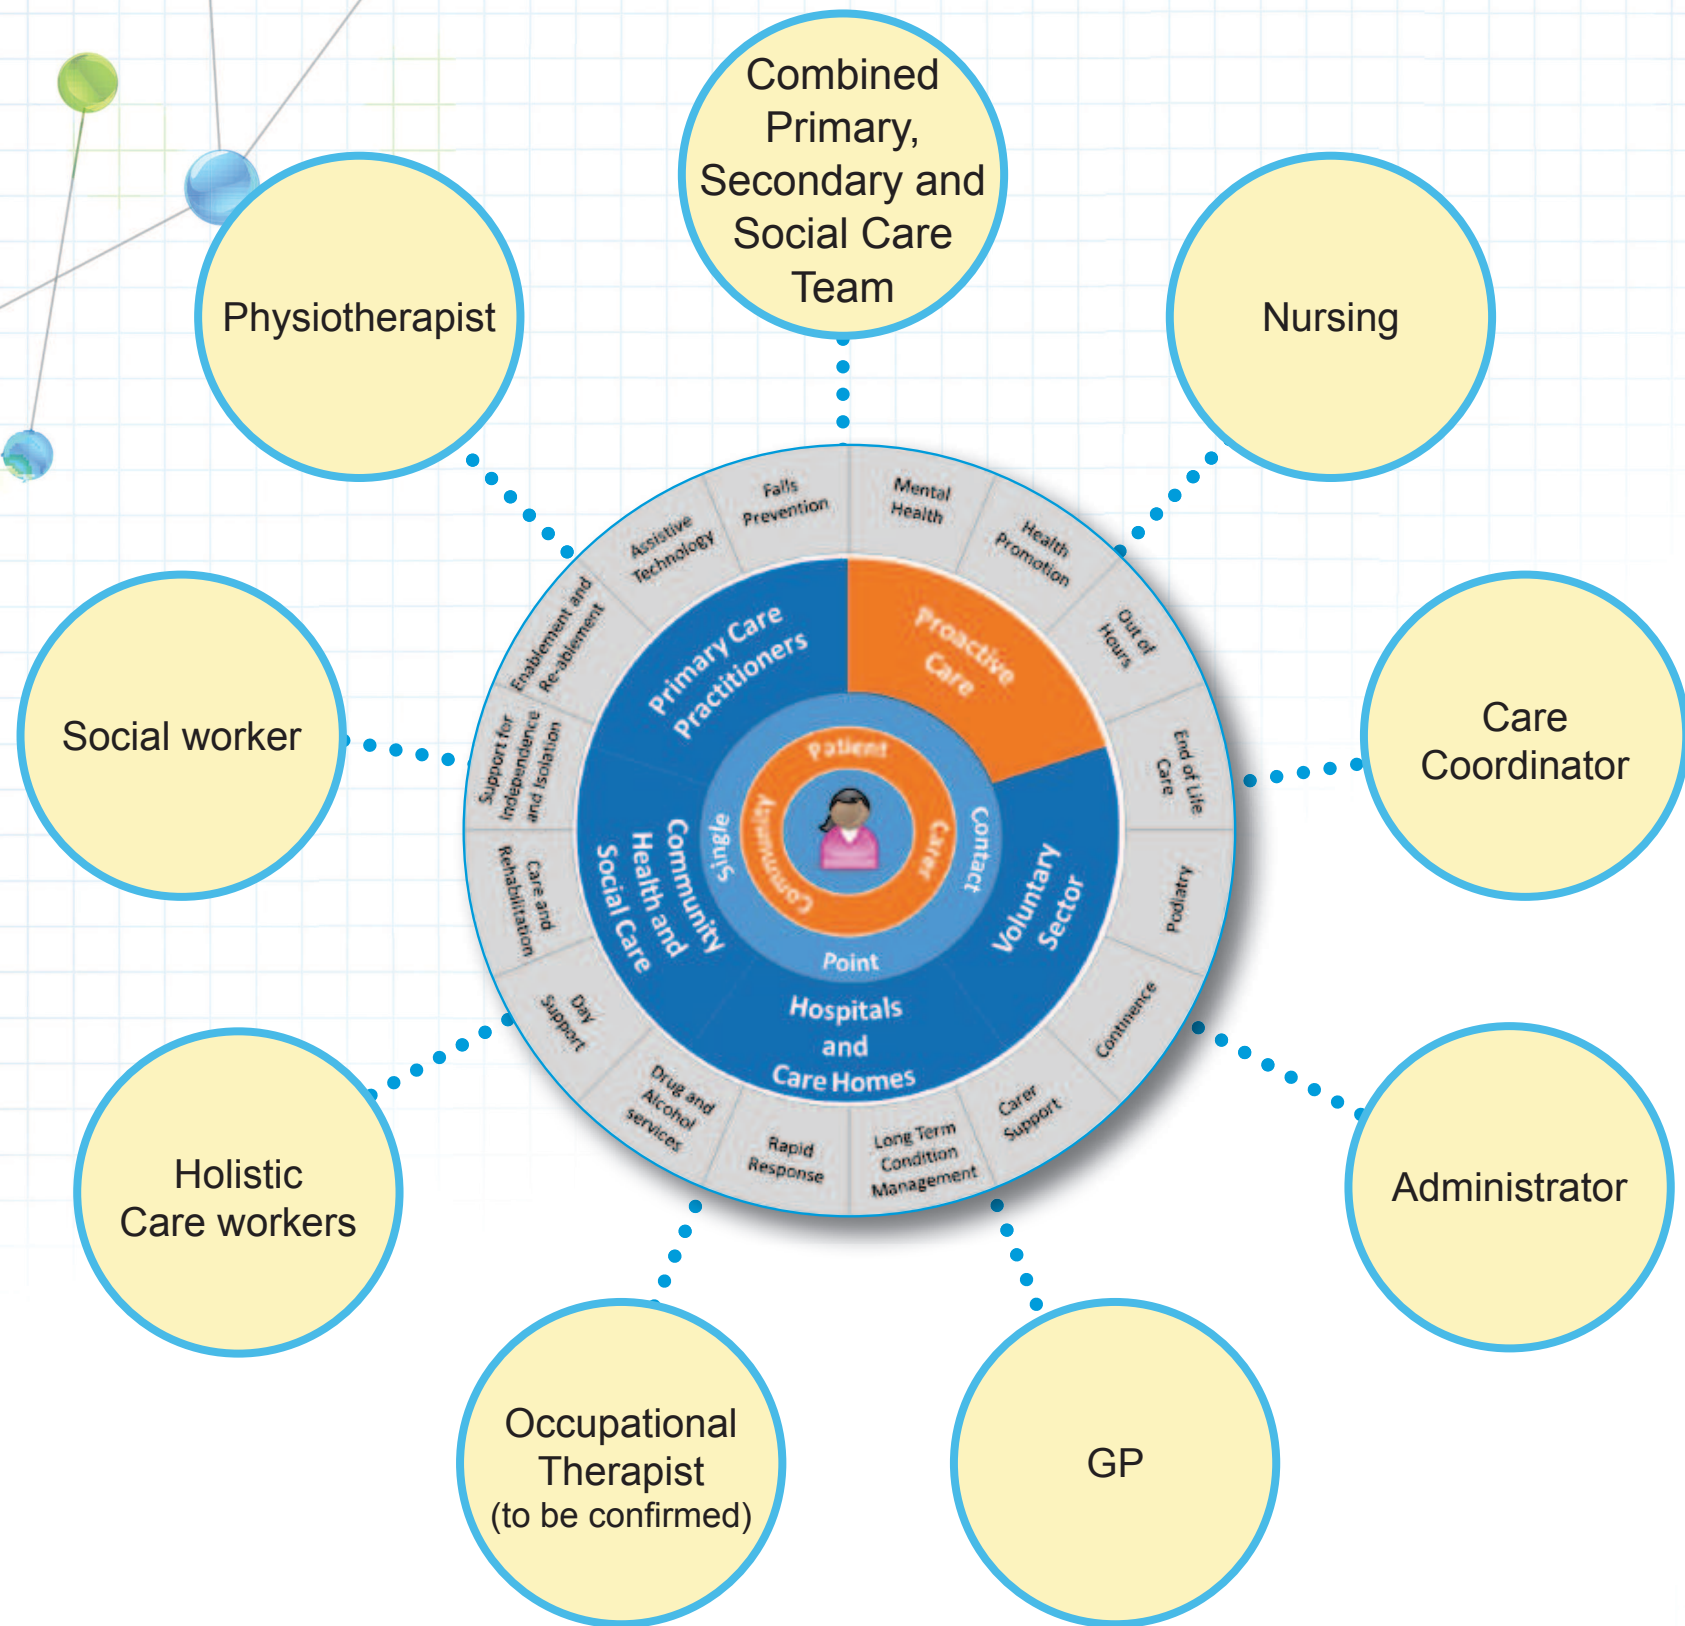 Combined
Primary,
Secondary and
Social Care
Team
Nursing
Care
Coordinator
Administrator
GP
Occupational
Therapist
(to be confirmed)
Holistic
Care workers
Social worker
Physiotherapist
Mental
Health
Health
Promotion
Out of
Hours
End of Life
Care
Podiatry
Continence
Carer
Support
Long Term
Condition
Management
Rapid
Response
Drug and
Alcohol
services
Day
Support
Care and
Rehabilitation
Support for
Independence
and Isolation
Enablement and
Re-ablement
Assistive
Technology
Falls
Prevention
Proactive
Care
Voluntary
Sector
Hospitals
and
Care Homes
Community
Health and
Social Care
Primary Care
Practitioners
Single
Point
Contact
Patient
Carer
Community